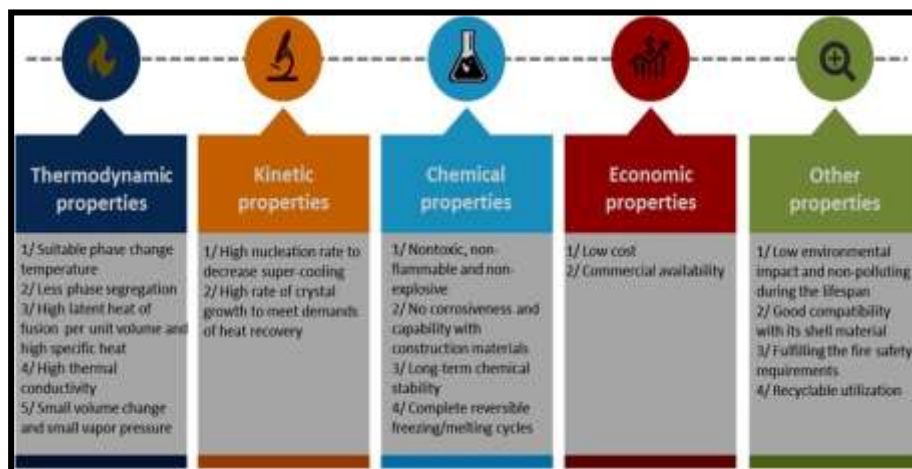 Thermodynamic
properties
1/ Suitable phase change
temperature
2/ Less phase segregation
3/ High latent heat of
fusion per unit volume and
high specific heat
4/ High thermal
conductivity
5/ Small volume change
and small vapor pressure
Kinetic
properties
1/ High nucleation rate to
decrease super-cooling
2/ High rate of crystal
growth to meet demands
of heat recovery
Chemical
properties
1/ Nontoxic, non-
flammable and non-
explosive
2/ No corrosiveness and
capability with
construction materials
3/ Long-term chemical
stability
4/ Complete reversible
freezing/melting cycles
Economic
properties
1/ Low cost
2/ Commercial availability
Other
properties
1/ Low environmental
impact and non-polluting
during the lifespan
2/ Good compatibility
with its shell material
3/ Fulfilling the fire safety
requirements
4/ Recyclable utilization